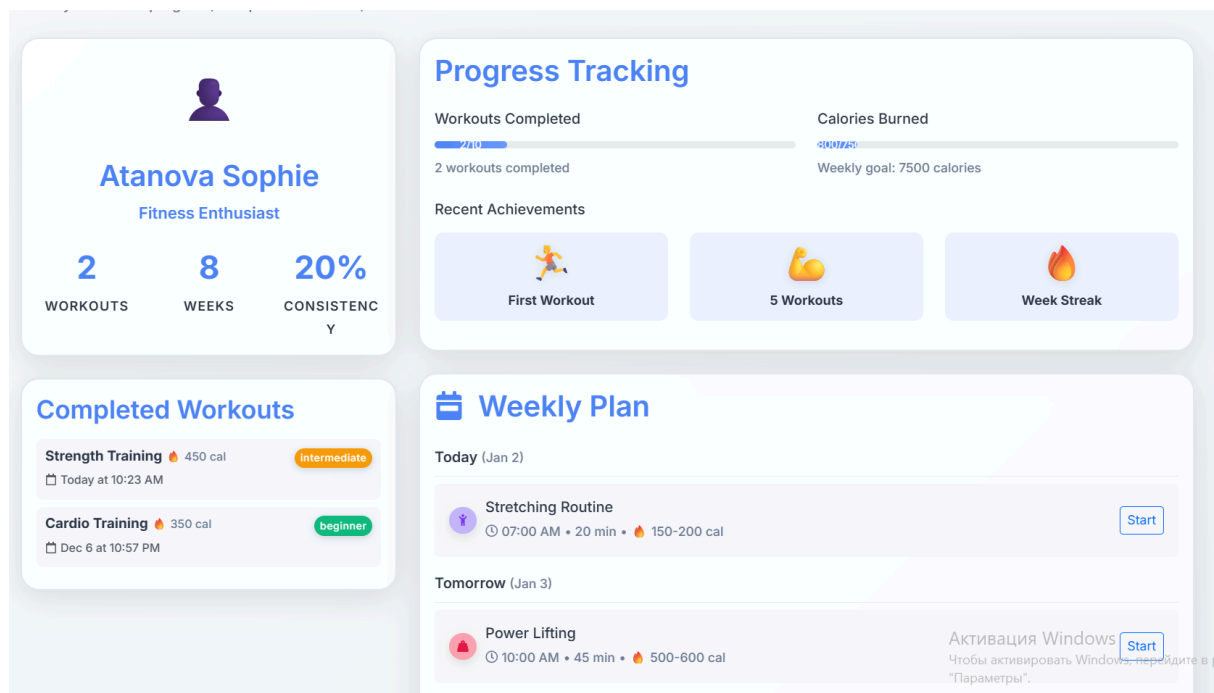 Atanova Sophie
Fitness Enthusiast
2
WORKOUTS
8
WEEKS
20%
CONSISTENC
Y
Completed Workouts
Strength Training 450 cal
intermediate
Today at 10:23 AM
Cardio Training 350 cal
beginner
Dec 6 at 10:57 PM
Progress Tracking
Workouts Completed
2/10
2 workouts completed
Calories Burned
800/750
Weekly goal: 7500 calories
Recent Achievements
First Workout
5 Workouts
Week Streak
Weekly Plan
Today (Jan 2)
Stretching Routine
07:00 AM • 20 min • 150-200 cal
Start
Tomorrow (Jan 3)
Power Lifting
10:00 AM • 45 min • 500-600 cal
Start
Активация Windows
Чтобы активировать Windows, перейдите в р
"Параметры".